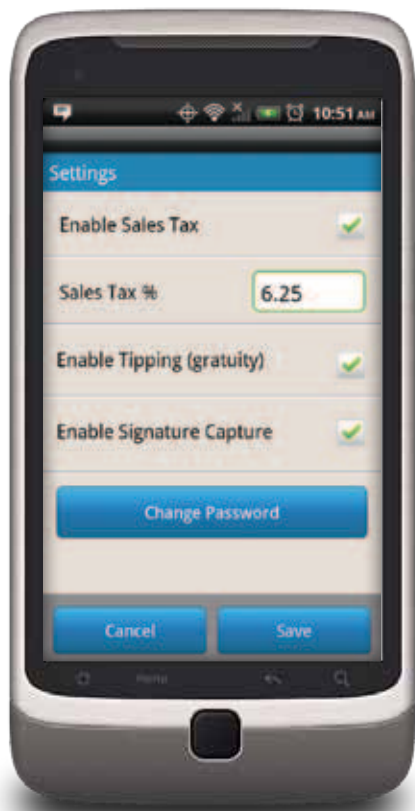 10:51 AM
Settings
Enable Sales Tax
Sales Tax % 6.25
Enable Tipping (gratuity)
Enable Signature Capture
Change Password
Cancel Save
menu